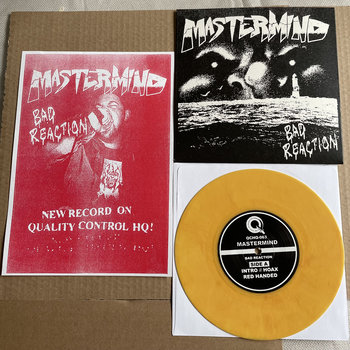 MASTERMIND
BAD
REACTION
NEW RECORD ON
QUALITY CONTROL HQ!
MASTERMIND
BAD
REACTION
Q
QCHQ-063
MASTERMIND
BAD REACTION
SIDE A
INTRO // HOAX
RED HANDED